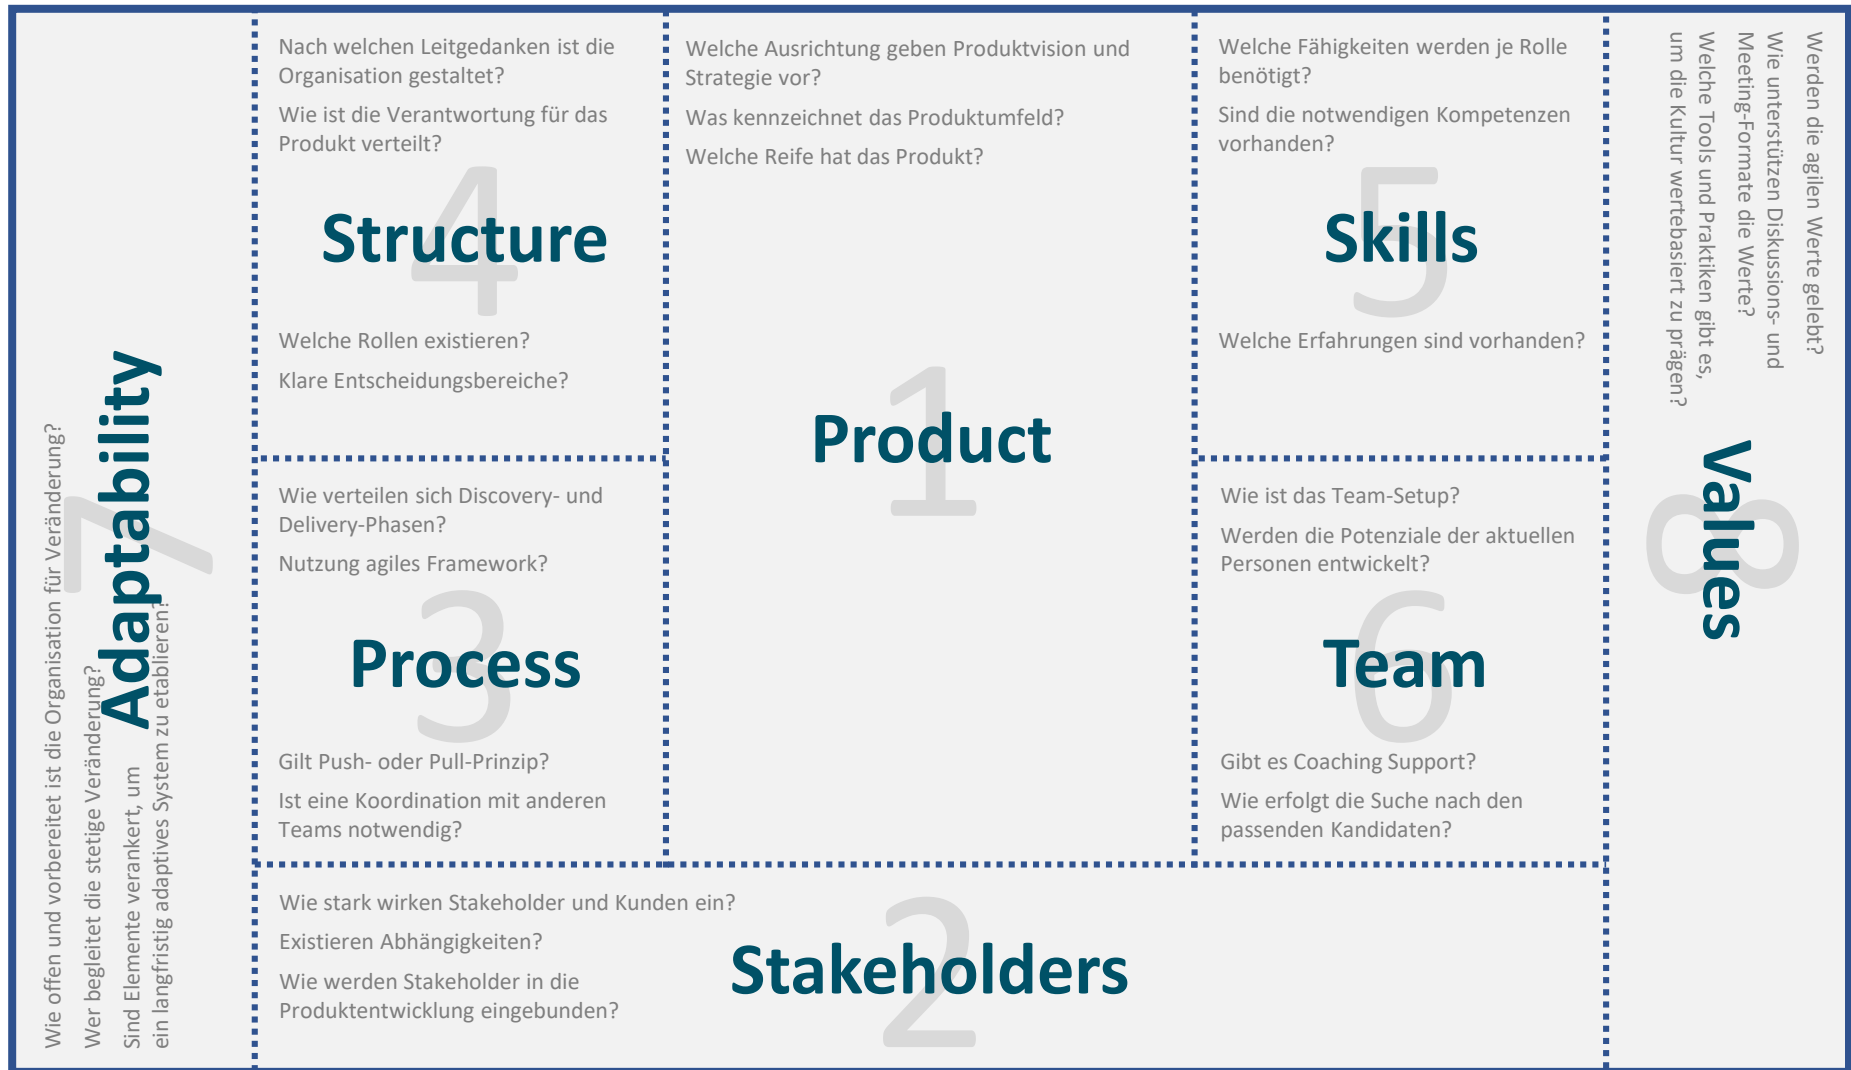 Wie offen und vorbereitet ist die Organisation für Veränderung?
Wer begleitet die stetige Veränderung?
Sind Elemente verankert, um
ein langfristig adaptives System zu etablieren?
7
Adaptability
Nach welchen Leitgedanken ist die
Organisation gestaltet?
Wie ist die Verantwortung für das
Produkt verteilt?
4
Structure
Welche Rollen existieren?
Klare Entscheidungsbereiche?
Wie verteilen sich Discovery- und
Delivery-Phasen?
Nutzung agiles Framework?
3
Process
Gilt Push- oder Pull-Prinzip?
Ist eine Koordination mit anderen
Teams notwendig?
Welche Ausrichtung geben Produktvision und
Strategie vor?
Was kennzeichnet das Produktumfeld?
Welche Reife hat das Produkt?
1
Product
Welche Fähigkeiten werden je Rolle
benötigt?
Sind die notwendigen Kompetenzen
vorhanden?
5
Skills
Welche Erfahrungen sind vorhanden?
Wie ist das Team-Setup?
Werden die Potenziale der aktuellen
Personen entwickelt?
6
Team
Gibt es Coaching Support?
Wie erfolgt die Suche nach den
passenden Kandidaten?
Wie stark wirken Stakeholder und Kunden ein?
Existieren Abhängigkeiten?
Wie werden Stakeholder in die
Produktentwicklung eingebunden?
2
Stakeholders
Werden die agilen Werte gelebt?
Wie unterstützen Diskussions- und
Meeting-Formate die Werte?
Welche Tools und Praktiken gibt es,
um die Kultur wertebasiert zu prägen?
8
Values